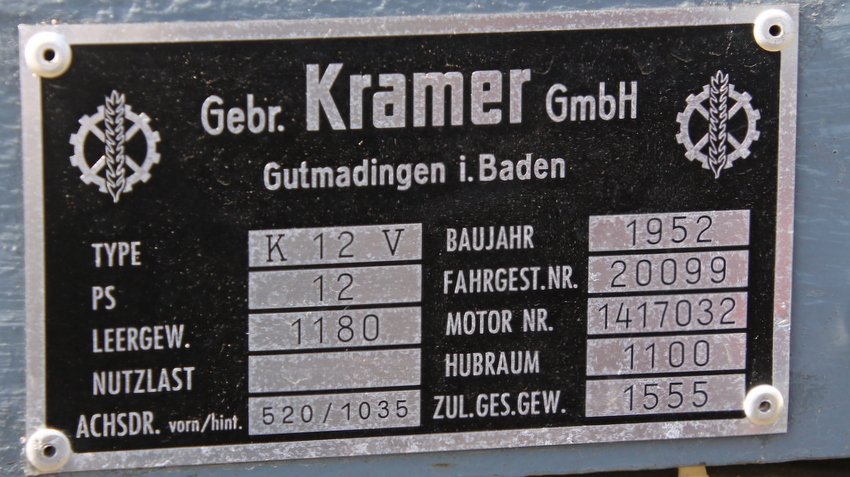 Gebr. Kramer GmbH
Gutmadingen i. Baden
TYPE K 12 V
PS 12
LEERGEW. 1180
NUTZLAST
ACHSDR. vorn/hint. 520/1035
BAUJAHR 1952
FAHRGEST.NR. 20099
MOTOR NR. 1417032
HUBRAUM 1100
ZUL.GES.GEW. 1555